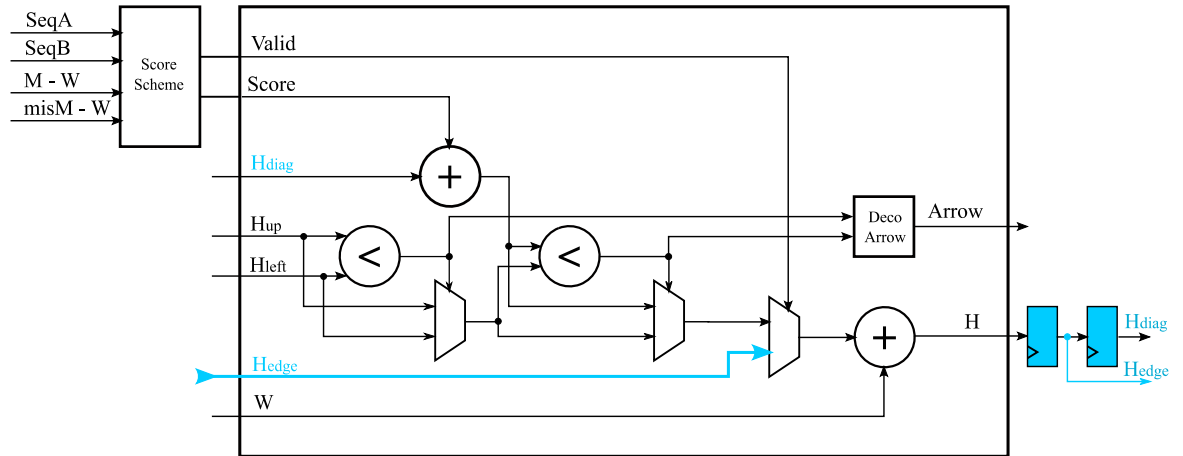 SeqA
SeqB
M - W
misM - W
Score
Scheme
Valid
Score
Hdiag
Hup
Hleft
Hedge
W
+
<
<
+
Deco
Arrow
Arrow
H
Hdiag
Hedge